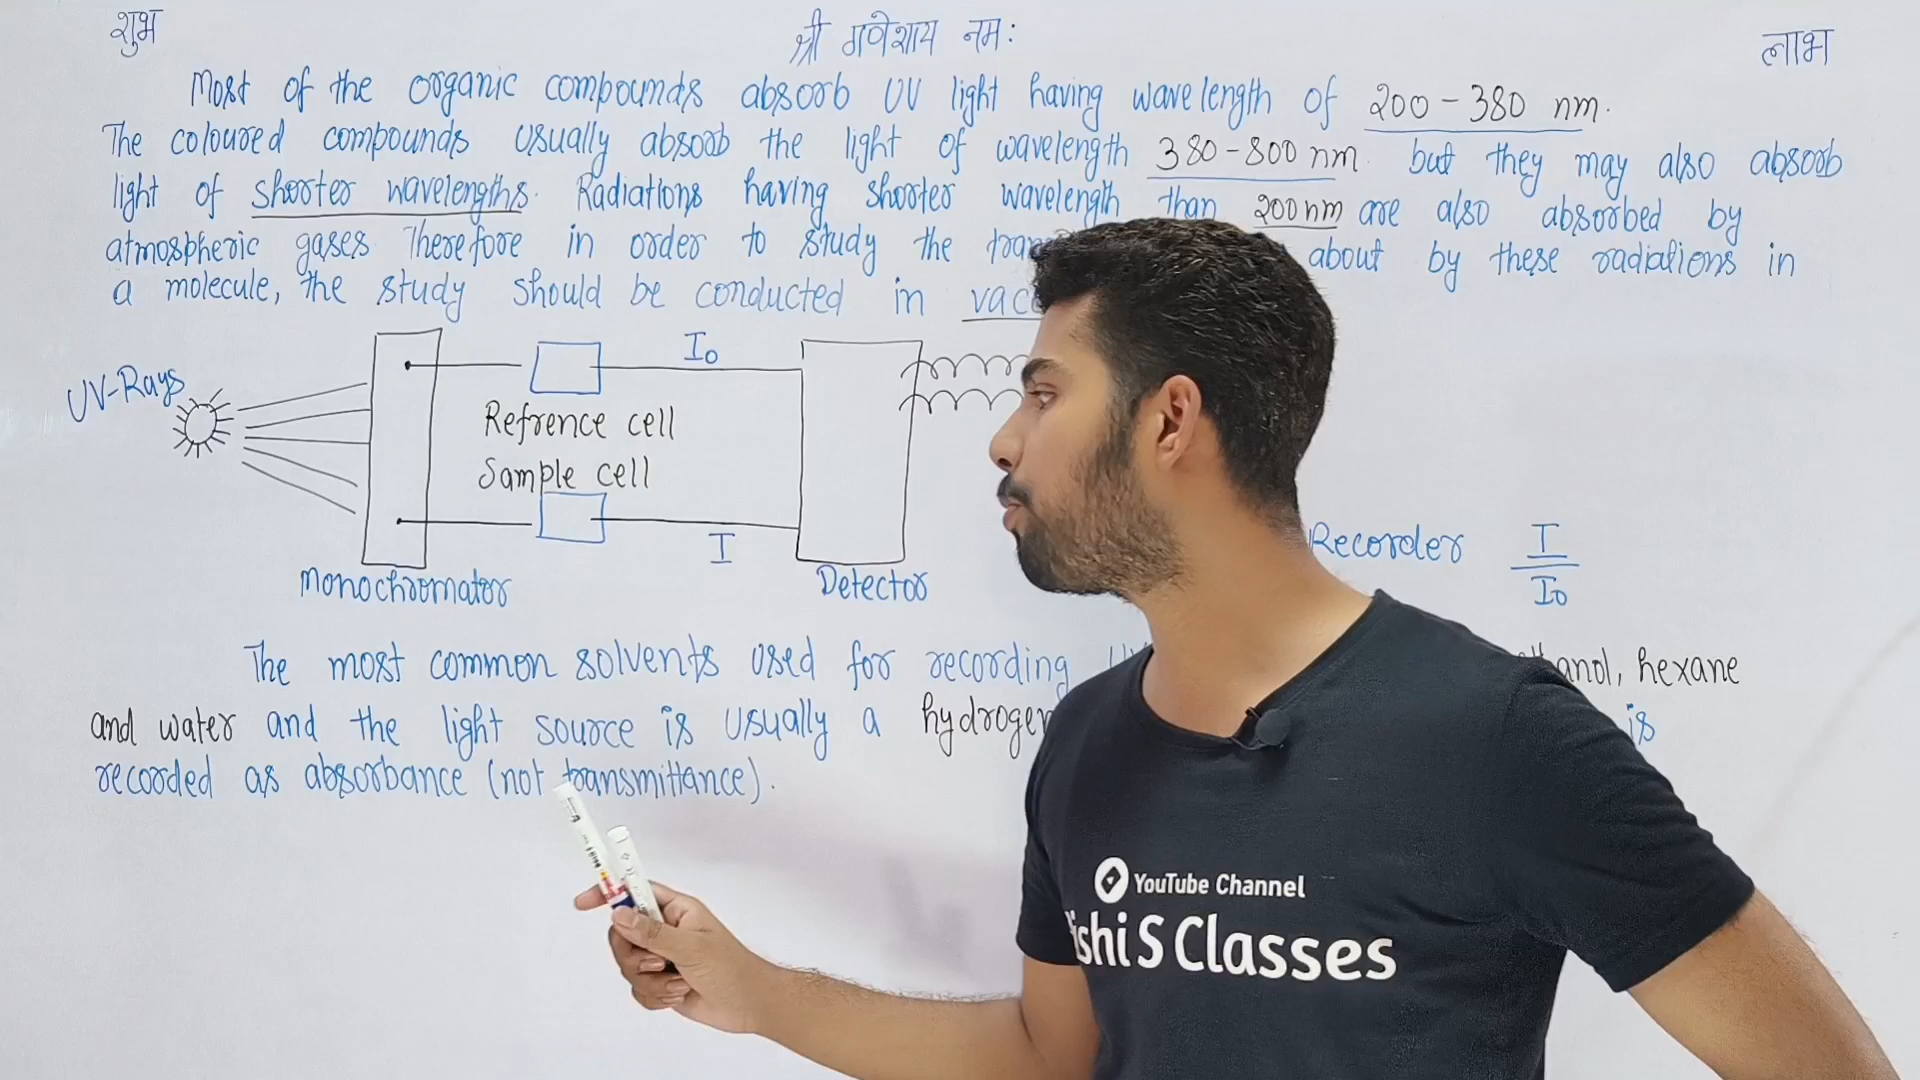 शुभ
श्री गणेशाय नम:
लाभ
Most of the organic compounds absorb UV light having wavelength of 200-380 nm.
The coloured compounds usually absorb the light of wavelength 380-800 nm. but they may also absorb
light of shorter wavelengths. Radiations having shorter wavelength than 200nm are also absorbed by
atmospheric gases Therefore in order to study the about by these radiations in
a molecule, the study should be conducted in
UV-Rays
I₀
Refrence cell
Sample cell
I
Monochromator
Detector
Recorder I/I₀
The most common solvents used for recording hexane
and water and the light source is usually a is
recorded as absorbance (not transmittance).
YouTube Channel
ishi S Classes